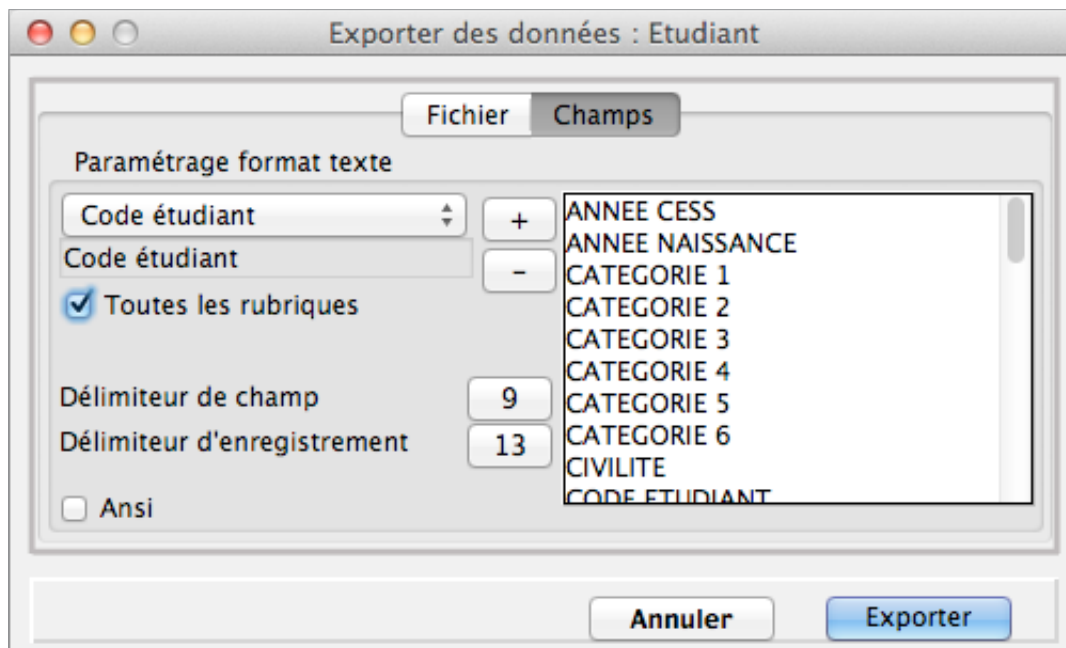 Exporter des données : Etudiant
Fichier
Champs
Paramétrage format texte
Code étudiant
Code étudiant
Toutes les rubriques
Délimiteur de champ
9
Délimiteur d'enregistrement
13
Ansi
+
-
ANNEE CESS
ANNEE NAISSANCE
CATEGORIE 1
CATEGORIE 2
CATEGORIE 3
CATEGORIE 4
CATEGORIE 5
CATEGORIE 6
CIVILITE
CODE ETUDIANT
Annuler
Exporter